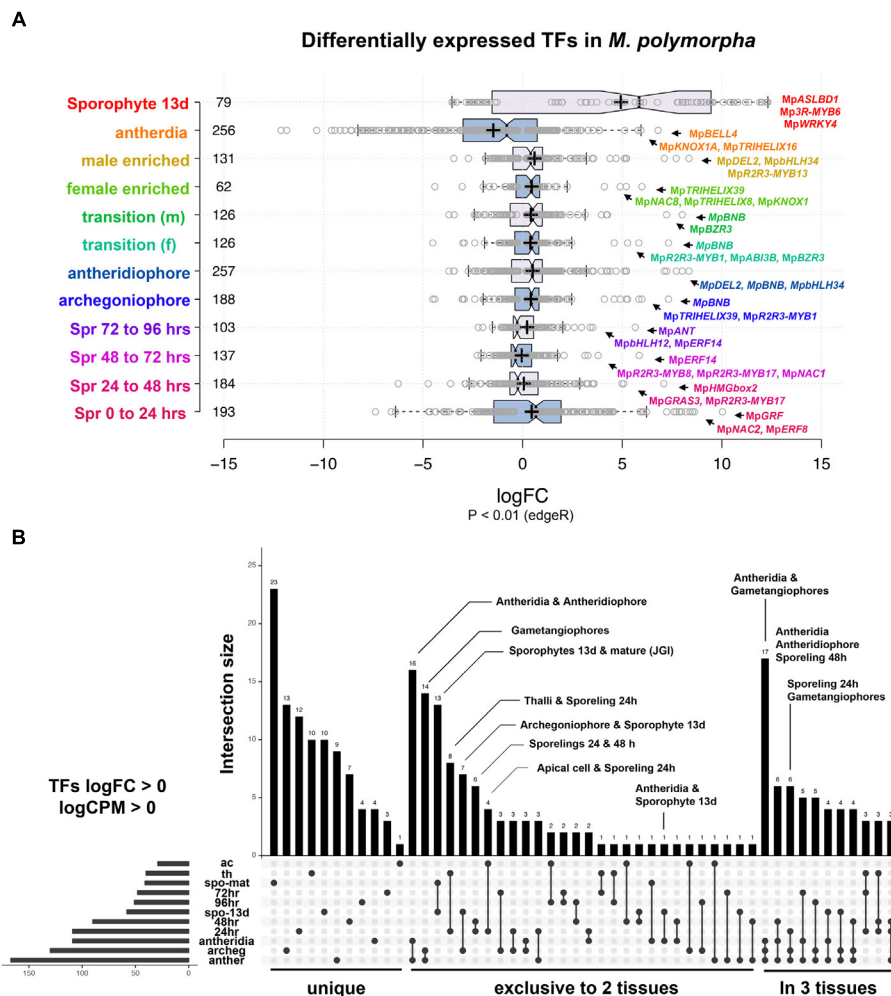 A
Differentially expressed TFs in M. polymorpha
Sporophyte 13d 79 MpASLBD1
Mp3R-MYB6
MpWRKY4
antherdia 256 MpBELL4
MpKNOX1A, MpTRIHELIX16
male enriched 131 MpDEL2, MpbHLH34
MpR2R3-MYB13
female enriched 62 MpTRIHELIX39
MpNAC8, MpTRIHELIX8, MpKNOX1
transition (m) 126 MpBNB
MpBZR3
transition (f) 126 MpBNB
MpR2R3-MYB1, MpABI3B, MpBZR3
antheridiophore 257
MpDEL2, MpBNB, MpbHLH34
archegoniophore 188 MpBNB
MpTRIHELIX39, MpR2R3-MYB1
Spr 72 to 96 hrs 103 MpANT
MpbHLH12, MpERF14
Spr 48 to 72 hrs 137 MpERF14
MpR2R3-MYB8, MpR2R3-MYB17, MpNAC1
Spr 24 to 48 hrs 184 MpHMGbox2
MpGRAS3, MpR2R3-MYB17
Spr 0 to 24 hrs 193 MpGRF
MpNAC2, MpERF8
−15 −10 −5 0 5 10 15
logFC
P < 0.01 (edgeR)
B
Intersection size
25
20
15
10
5
0
23 13 12 10 10 9 7 4 4 3 1 16 14 13 8 7 6 4 3 3 3 3 2 2 2 2 1 1 1 1 1 1 1 1 1 1 1 1 1 17 6 6 5 5 4 4 4 3 3 3
Antheridia & Antheridiophore
Gametangiophores
Sporophytes 13d & mature (JGI)
Thalli & Sporeling 24h
Archegoniophore & Sporophyte 13d
Sporelings 24 & 48 h
Apical cell & Sporeling 24h
Antheridia &
Sporophyte 13d
Antheridia &
Gametangiophores
Antheridia
Antheridiophore
Sporeling 48h
Sporeling 24h
Gametangiophores
TFs logFC > 0
logCPM > 0
ac
th
spo-mat
72hr
96hr
spo-13d
48hr
24hr
antheridia
archeg
anther
150 100 50 0
unique
exclusive to 2 tissues
In 3 tissues